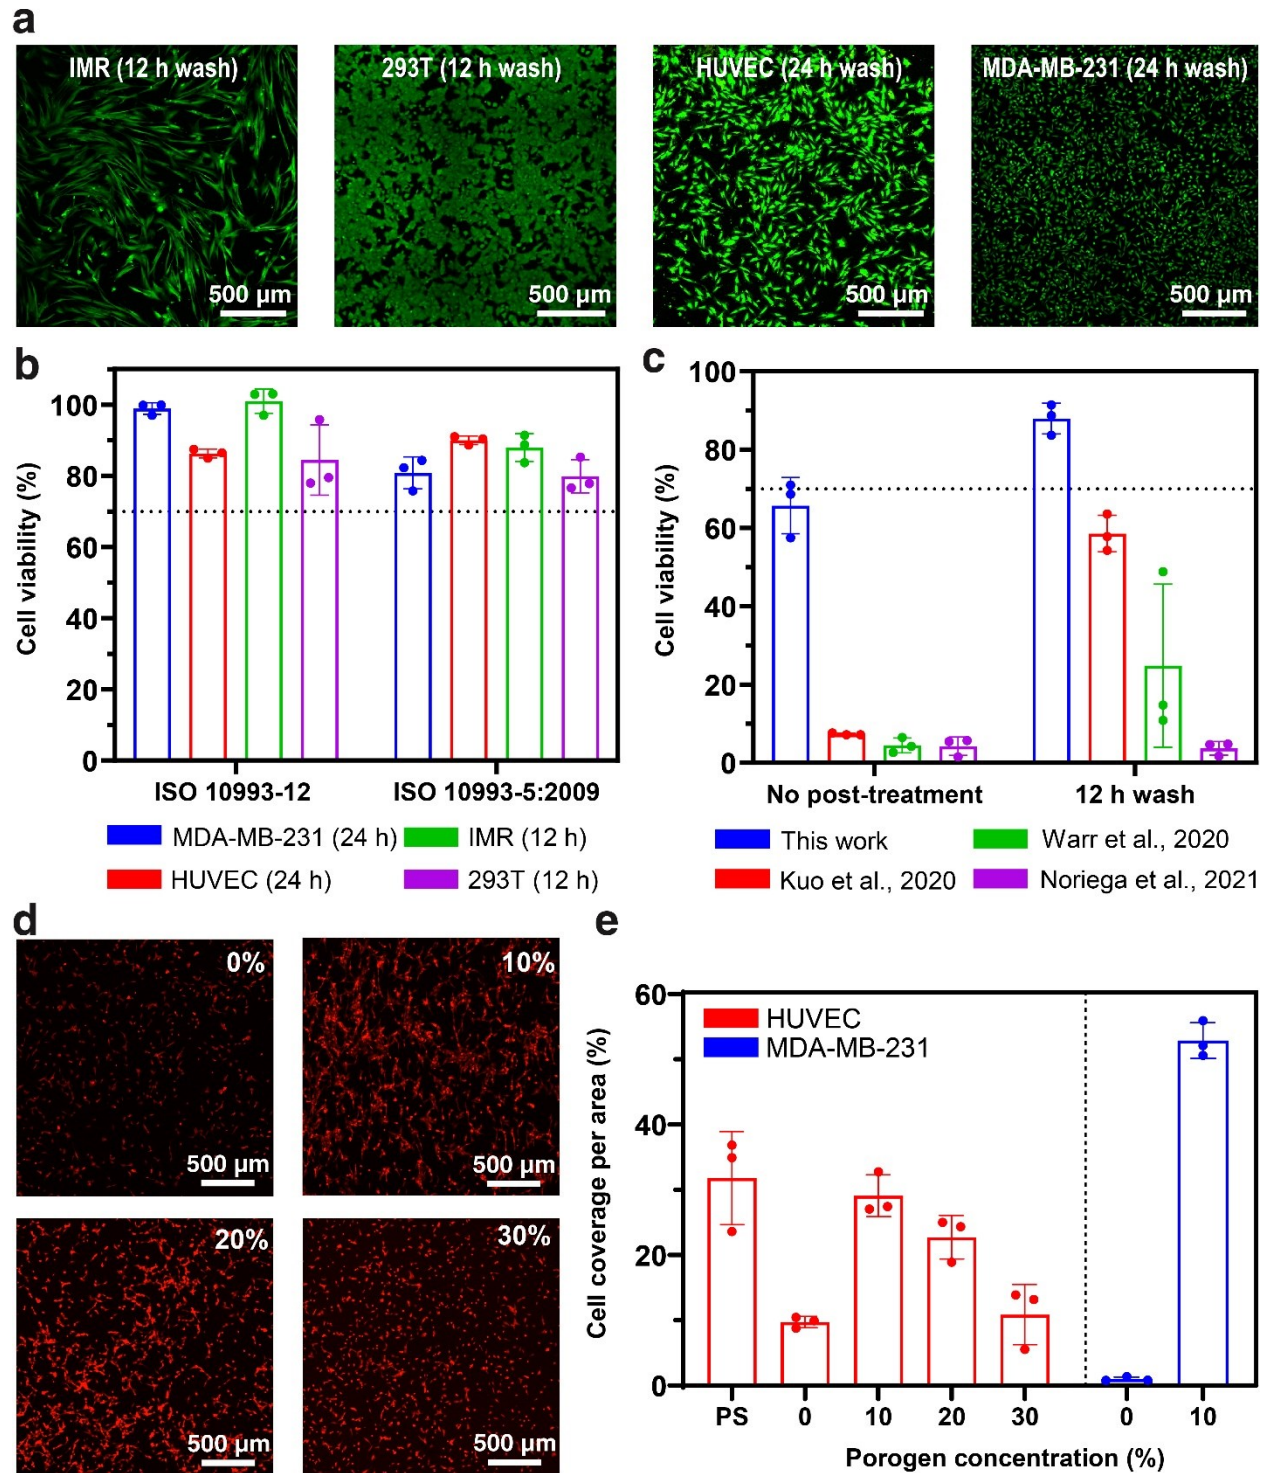 a
IMR (12 h wash)
293T (12 h wash)
HUVEC (24 h wash)
MDA-MB-231 (24 h wash)
500 µm
500 µm
500 µm
500 µm
b
Cell viability (%)
100
80
60
40
20
0
ISO 10993-12
ISO 10993-5:2009
MDA-MB-231 (24 h)
IMR (12 h)
HUVEC (24 h)
293T (12 h)
c
Cell viability (%)
100
80
60
40
20
0
No post-treatment
12 h wash
This work
Warr et al., 2020
Kuo et al., 2020
Noriega et al., 2021
d
0%
10%
500 µm
500 µm
20%
30%
500 µm
500 µm
e
Cell coverage per area (%)
60
40
20
0
HUVEC
MDA-MB-231
PS
0
10
20
30
0
10
Porogen concentration (%)